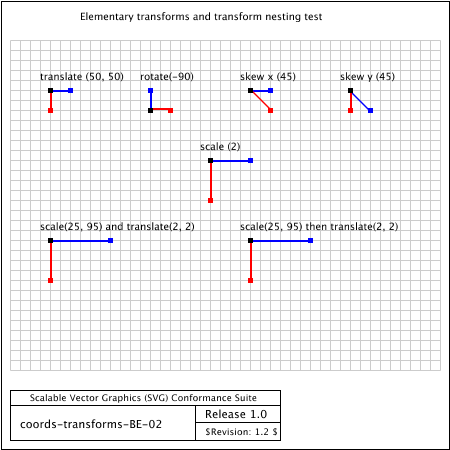 Elementary transforms and transform nesting test
translate (50, 50) rotate(-90) skew x (45) skew y (45)
scale (2)
scale(25, 95) and translate(2, 2) scale(25, 95) then translate(2, 2)
Scalable Vector Graphics (SVG) Conformance Suite
coords-transforms-BE-02
Release 1.0
$Revision: 1.2 $